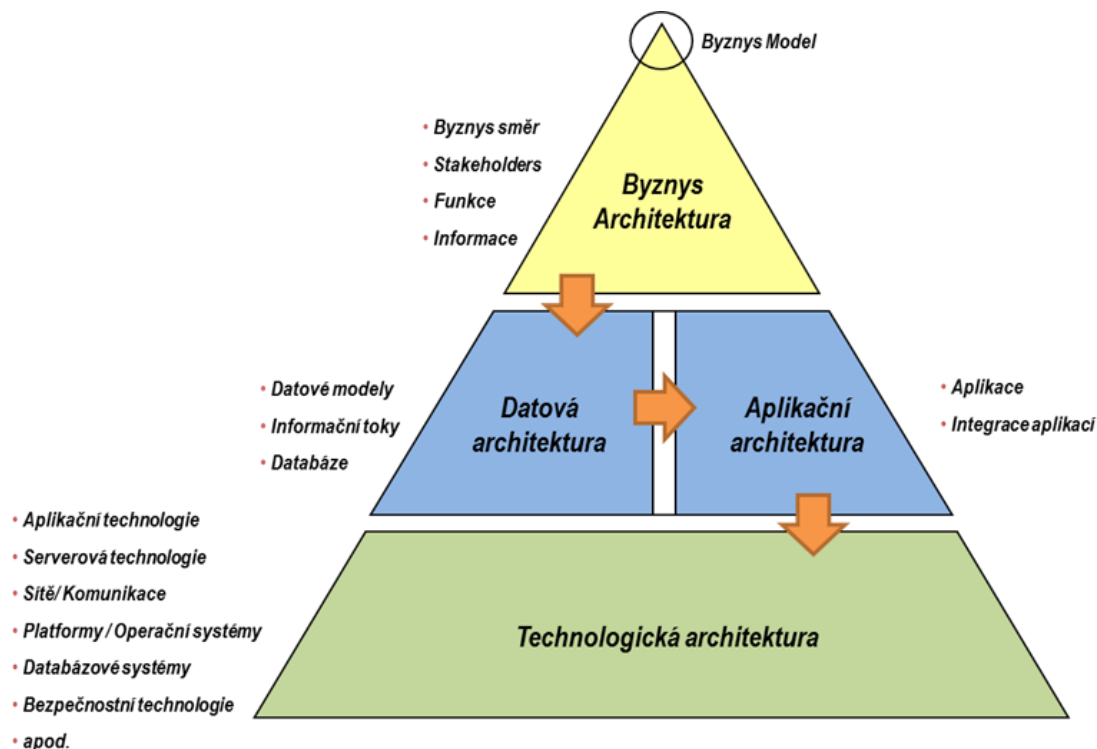 Byznys Model
• Byznys směr
• Stakeholders
• Funkce
• Informace
Byznys
Architektura
• Datové modely
• Informační toky
• Databáze
Datová
architektura
Aplikační
architektura
• Aplikace
• Integrace aplikací
• Aplikační technologie
• Serverová technologie
• Sítě/ Komunikace
• Platformy / Operační systémy
• Databázové systémy
• Bezpečnostní technologie
• apod.
Technologická architektura